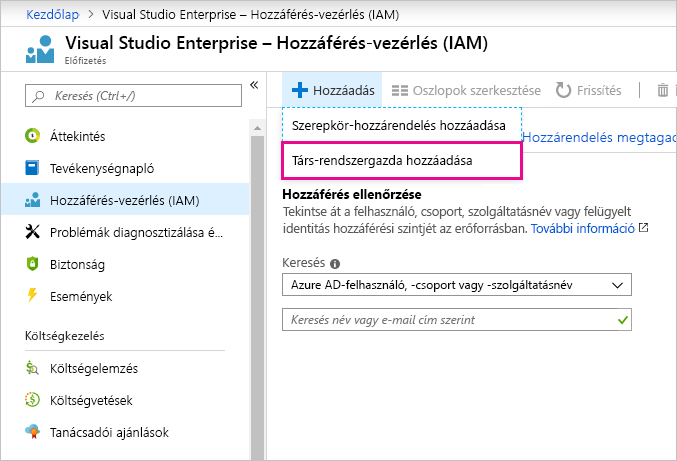 Kezdőlap > Visual Studio Enterprise – Hozzáférés-vezérlés (IAM)
Visual Studio Enterprise – Hozzáférés-vezérlés (IAM)
Előfizetés
Keresés (Ctrl+/)
«
Áttekintés
Tevékenységnapló
Hozzáférés-vezérlés (IAM)
Problémák diagnosztizálása é...
Biztonság
Események
Költségkezelés
Költségelemzés
Költségvetések
Tanácsadói ajánlások
Hozzáadás
Oszlopok szerkesztése
Frissítés
Szerepkör-hozzárendelés hozzáadása
Társ-rendszergazda hozzáadása
Hozzárendelés megtagad
Hozzáférés ellenőrzése
Tekintse át a felhasználó, csoport, szolgáltatásnév vagy felügyelt
identitás hozzáférési szintjét az erőforrásban. További információ
Keresés
Azure AD-felhasználó, -csoport vagy -szolgáltatásnév
Keresés név vagy e-mail cím szerint